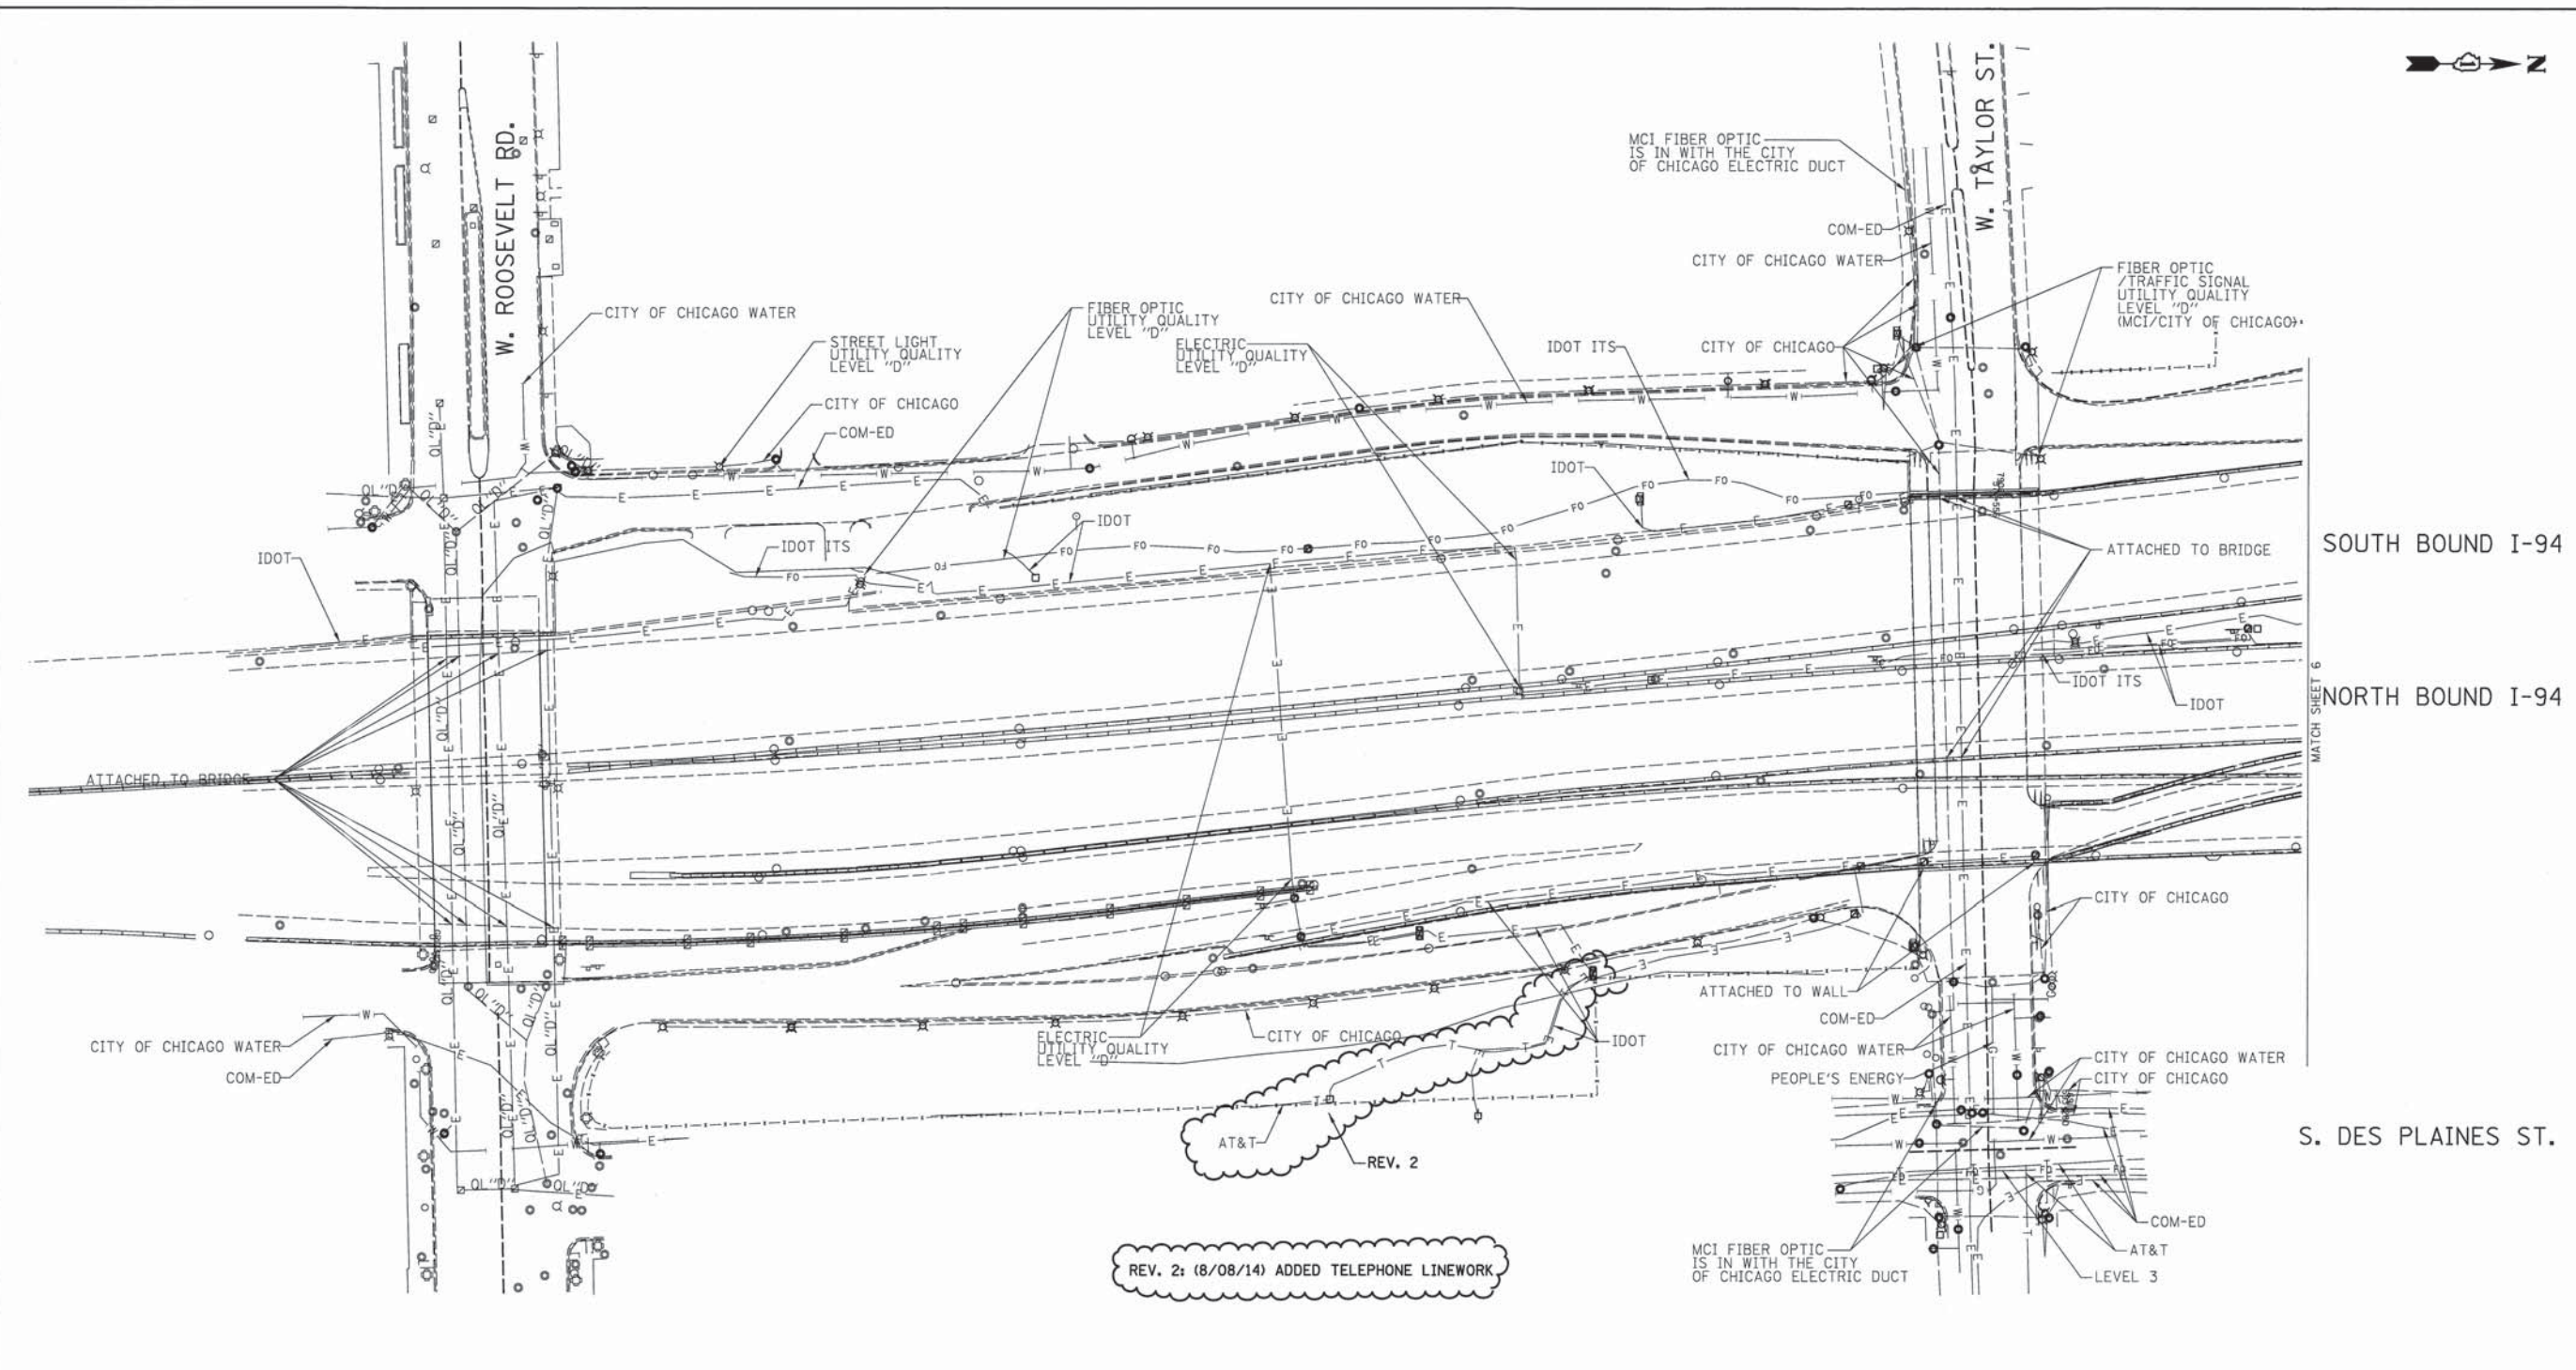 N
W. ROOSEVELT RD.
W. TAYLOR ST.
MCI FIBER OPTIC
IS IN WITH THE CITY
OF CHICAGO ELECTRIC DUCT
COM-ED
CITY OF CHICAGO WATER
FIBER OPTIC
/TRAFFIC SIGNAL
UTILITY QUALITY
LEVEL "D"
(MCI/CITY OF CHICAGO)
CITY OF CHICAGO WATER
STREET LIGHT
UTILITY QUALITY
LEVEL "D"
FIBER OPTIC
UTILITY QUALITY
LEVEL "D"
CITY OF CHICAGO WATER
ELECTRIC
UTILITY QUALITY
LEVEL "D"
IDOT ITS
CITY OF CHICAGO
CITY OF CHICAGO
COM-ED
IDOT
IDOT
IDOT ITS
IDOT
ATTACHED TO BRIDGE
SOUTH BOUND I-94
IDOT ITS
IDOT
NORTH BOUND I-94
MATCH SHEET 6
ATTACHED TO BRIDGE
CITY OF CHICAGO
ATTACHED TO WALL
COM-ED
CITY OF CHICAGO WATER
PEOPLE'S ENERGY
CITY OF CHICAGO WATER
CITY OF CHICAGO
CITY OF CHICAGO WATER
COM-ED
ELECTRIC
UTILITY QUALITY
LEVEL "D"
CITY OF CHICAGO
IDOT
AT&T
REV. 2
S. DES PLAINES ST.
COM-ED
AT&T
LEVEL 3
MCI FIBER OPTIC
IS IN WITH THE CITY
OF CHICAGO ELECTRIC DUCT
REV. 2: (8/08/14) ADDED TELEPHONE LINEWORK